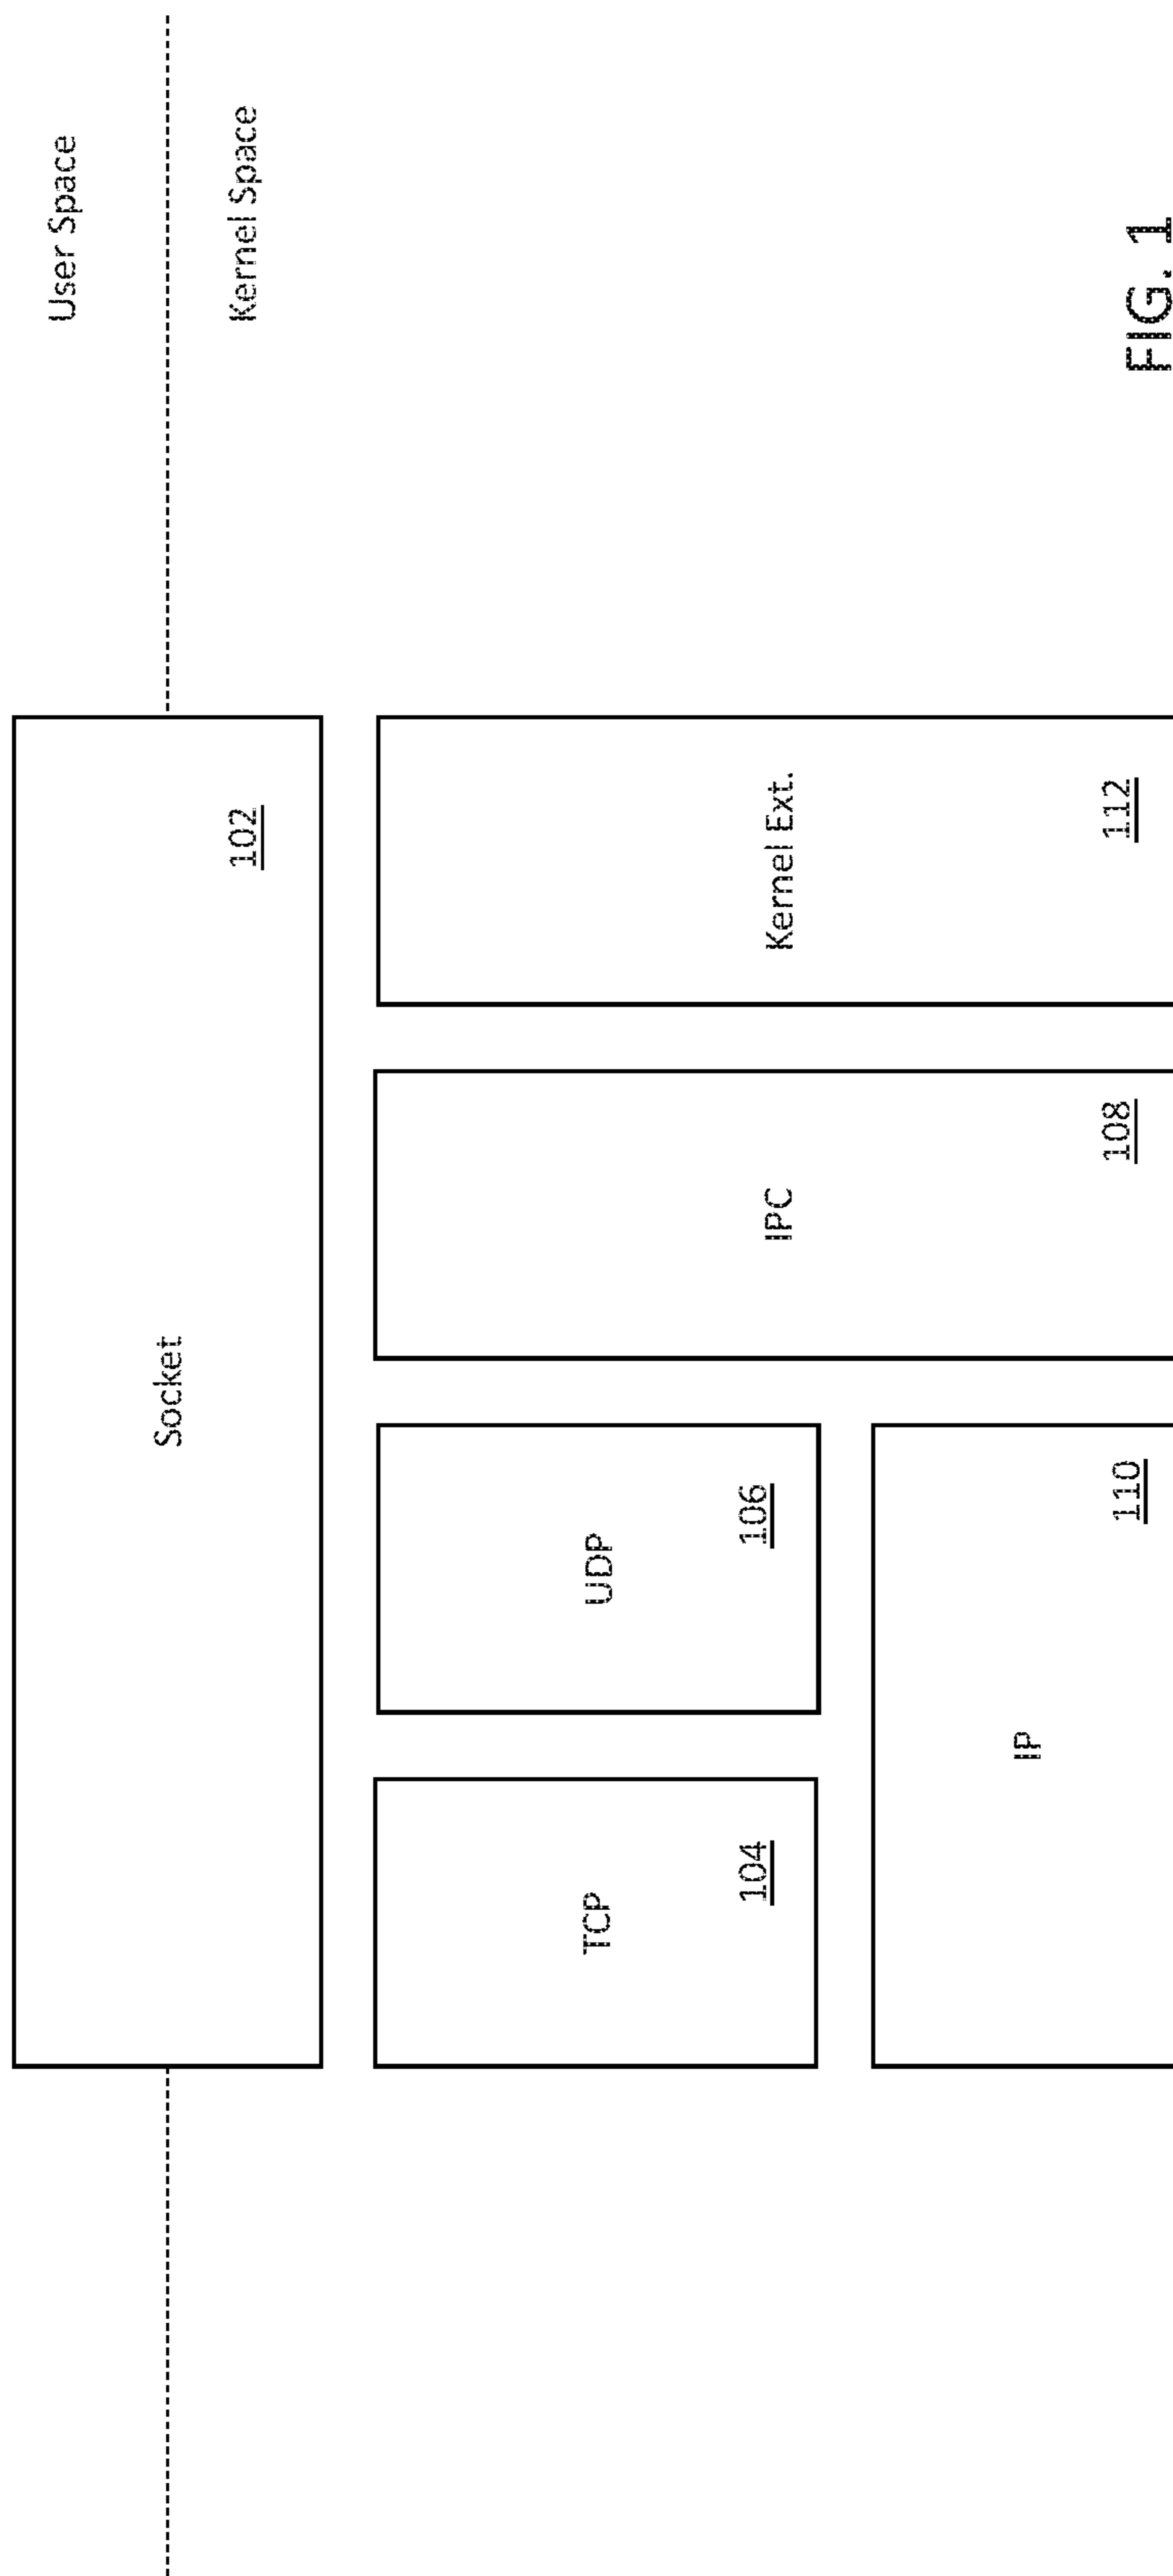 User Space
Kernel Space
Socket
102
TCP
104
UDP
106
IPC
108
Kernel Ext.
112
IP
110
FIG. 1